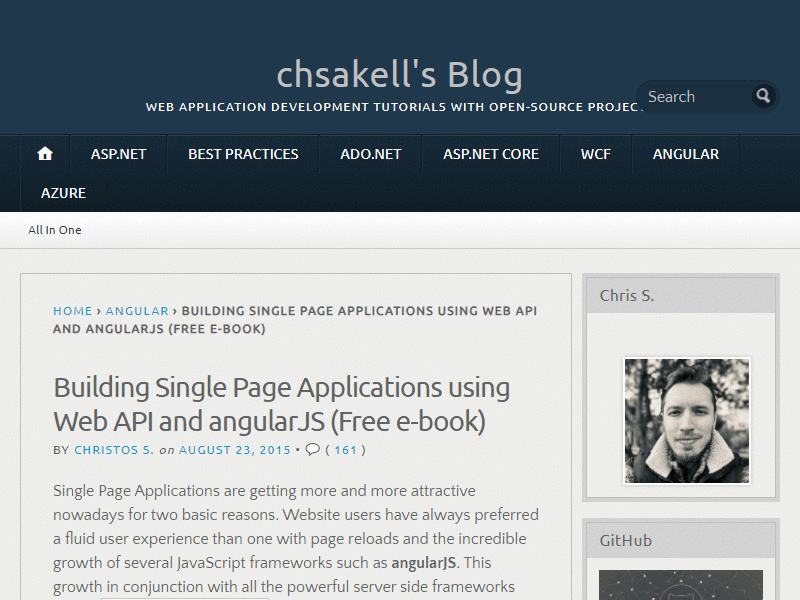 chsakell's Blog
WEB APPLICATION DEVELOPMENT TUTORIALS WITH OPEN-SOURCE PROJEC
Search
ASP.NET BEST PRACTICES ADO.NET ASP.NET CORE WCF ANGULAR
AZURE
All In One
HOME › ANGULAR › BUILDING SINGLE PAGE APPLICATIONS USING WEB API
AND ANGULARJS (FREE E-BOOK)
Building Single Page Applications using
Web API and angularJS (Free e-book)
BY CHRISTOS S. on AUGUST 23, 2015 • ( 161 )
Single Page Applications are getting more and more attractive
nowadays for two basic reasons. Website users have always preferred
a fluid user experience than one with page reloads and the incredible
growth of several JavaScript frameworks such as angularJS. This
growth in conjunction with all the powerful server side frameworks
Chris S.
GitHub